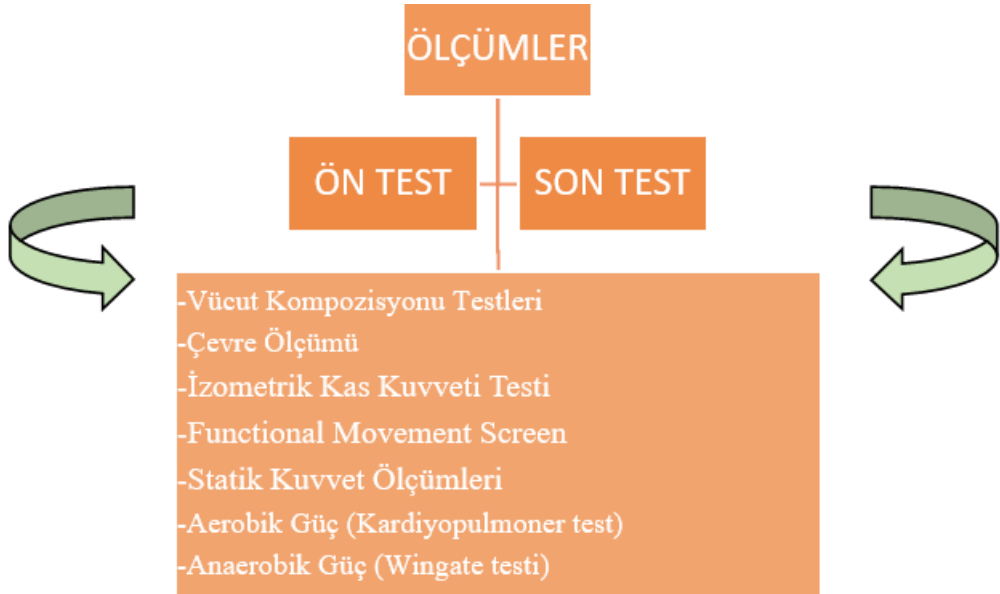 ÖLÇÜMLER
ÖN TEST
SON TEST
-Vücut Kompozisyonu Testleri
-Çevre Ölçümü
-İzometrik Kas Kuvveti Testi
-Functional Movement Screen
-Statik Kuvvet Ölçümleri
-Aerobik Güç (Kardiyopulmoner test)
-Anaerobik Güç (Wingate testi)